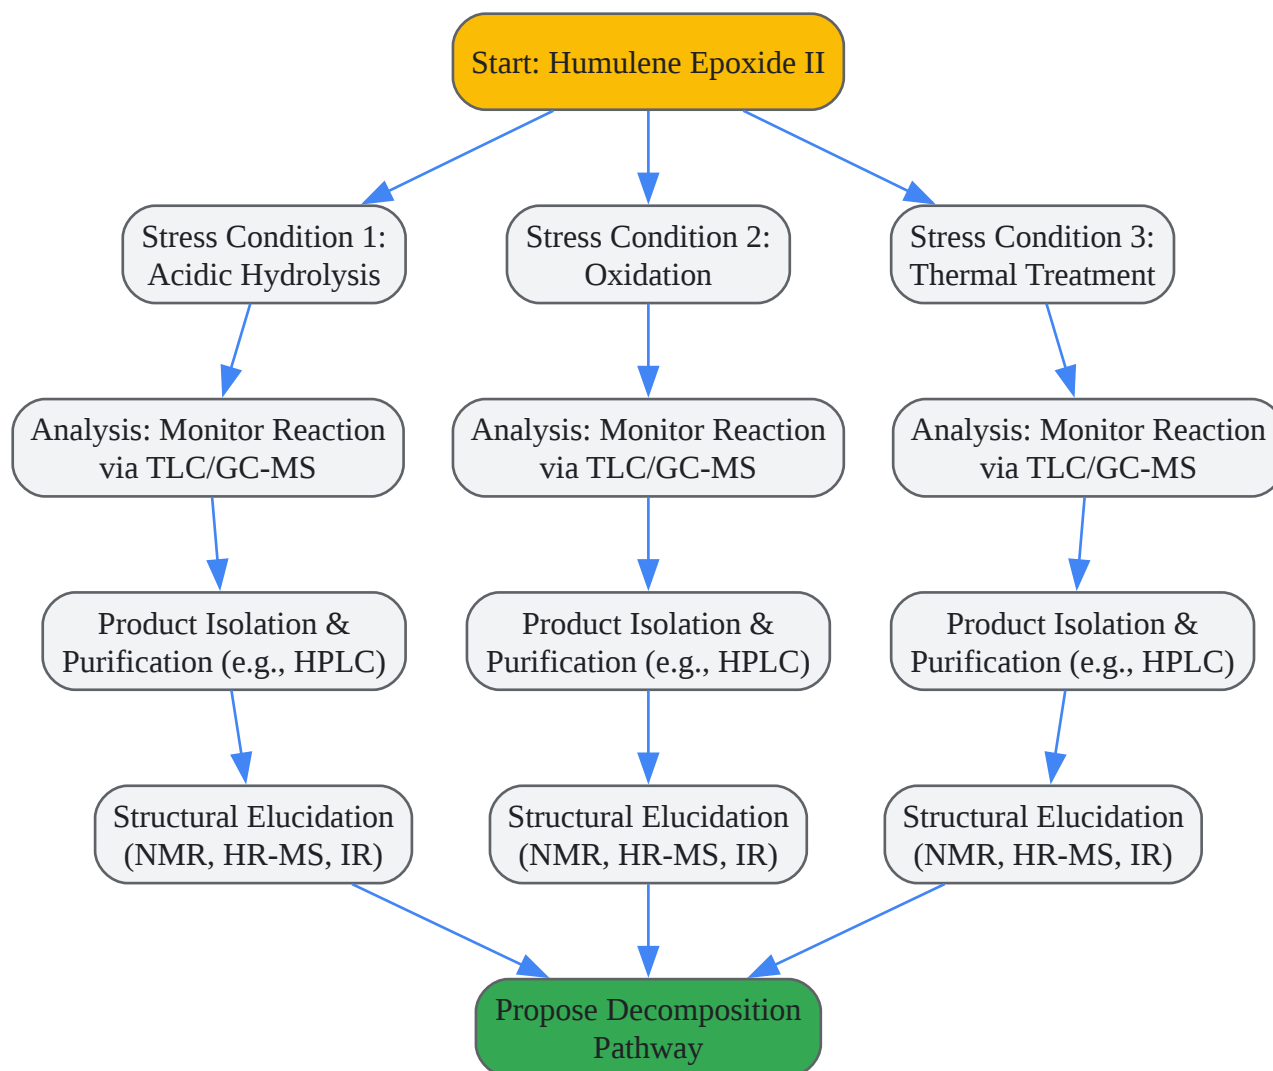 Start: Humulene Epoxide II
Stress Condition 1:
Acidic Hydrolysis
Stress Condition 2:
Oxidation
Stress Condition 3:
Thermal Treatment
Analysis: Monitor Reaction
via TLC/GC-MS
Analysis: Monitor Reaction
via TLC/GC-MS
Analysis: Monitor Reaction
via TLC/GC-MS
Product Isolation &
Purification (e.g., HPLC)
Product Isolation &
Purification (e.g., HPLC)
Product Isolation &
Purification (e.g., HPLC)
Structural Elucidation
(NMR, HR-MS, IR)
Structural Elucidation
(NMR, HR-MS, IR)
Structural Elucidation
(NMR, HR-MS, IR)
Propose Decomposition
Pathway